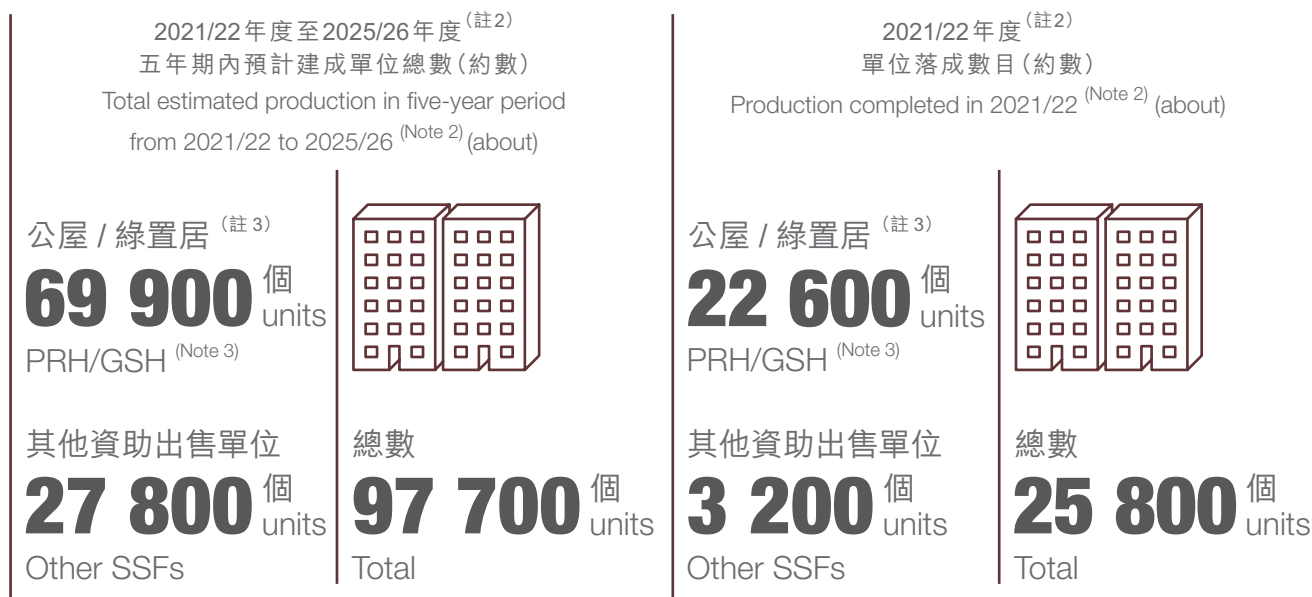 2021/22年度至2025/26年度(註2)
五年期內預計建成單位總數(約數)
Total estimated production in five-year period
from 2021/22 to 2025/26 (Note 2) (about)
公屋 / 綠置居 (註3)
69 900 個
units
PRH/GSH (Note 3)
其他資助出售單位
27 800 個
units
Other SSFs
總數
97 700 個
units
Total
2021/22年度(註2)
單位落成數目(約數)
Production completed in 2021/22 (Note 2) (about)
公屋 / 綠置居 (註3)
22 600 個
units
PRH/GSH (Note 3)
其他資助出售單位
3 200 個
units
Other SSFs
總數
25 800 個
units
Total